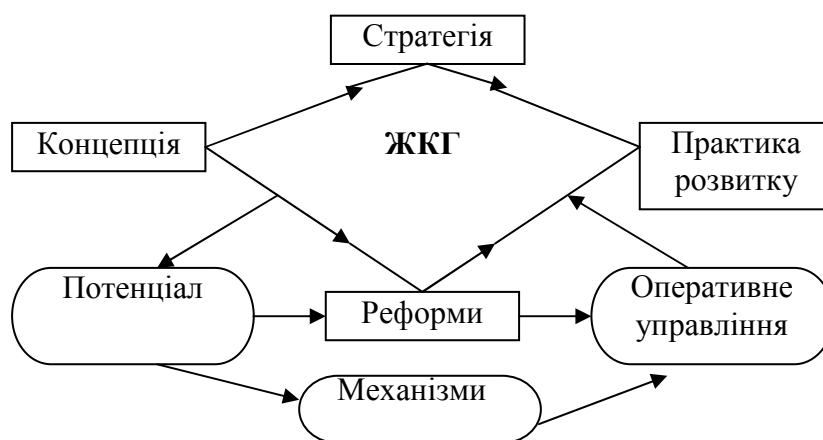 Стратегія
Концепція
ЖКГ
Практика
розвитку
Потенціал
Реформи
Оперативне
управління
Механізми